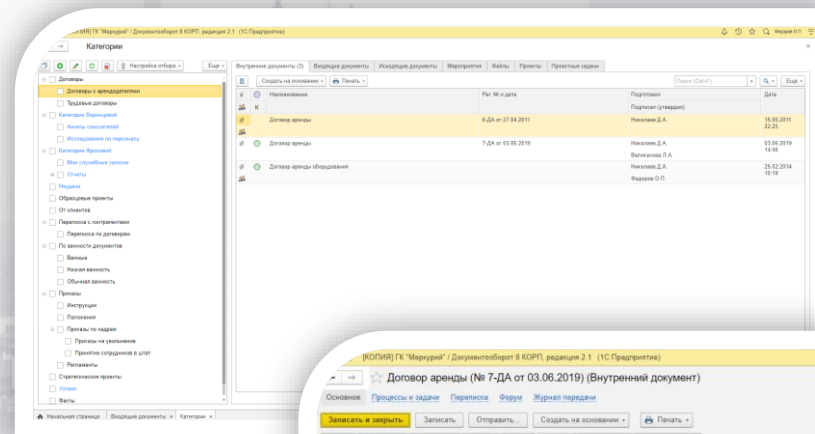 ГК "Меркурий" / Документооборот 8 КОРП, редакция 2.1 (1С:Предприятие)
Федоров О.П.
Категории
Настройка отбора
Еще
Внутренние документы (3) Входящие документы Исходящие документы Мероприятия Файлы Проекты Проектные задачи
Создать на основании Печать Поиск (Ctrl+F) Еще
Наименование Рег. № и дата Подготовил Дата
К Подписал (утвердил)
Договор аренды 6-ДА от 27.04.2011 Николаев Д.А. 15.05.2011
22:25
Договор аренды 7-ДА от 03.06.2019 Николаев Д.А. 03.06.2019
Великанова Л.А. 14:56
Договор аренды оборудования Николаев Д.А. 25.02.2014
Федоров О.П. 10:19
Договоры
Договоры с арендодателями
Трудовые договоры
Категории Воронцовой
Анкеты соискателей
Исследования по персоналу
Категории Фроловой
Мои служебные записки
Отчеты
Неудачи
Образцовые проекты
От клиентов
Переписка с контрагентами
Переписка по договорам
По важности документов
Важные
Низкая важность
Обычная важность
Приказы
Инструкции
Положения
Приказы по кадрам
Приказы на увольнение
Принятие сотрудников в штат
Регламенты
Стратегические проекты
Успехи
Факты
Начальная страница Входящие документы × Категории ×
[КОПИЯ] ГК "Меркурий" / Документооборот 8 КОРП, редакция 2.1 (1С:Предприятие)
Договор аренды (№ 7-ДА от 03.06.2019) (Внутренний документ)
Основное Процессы и задачи Переписка Форум Журнал передачи
Записать и закрыть Записать Отправить... Создать на основании Печать